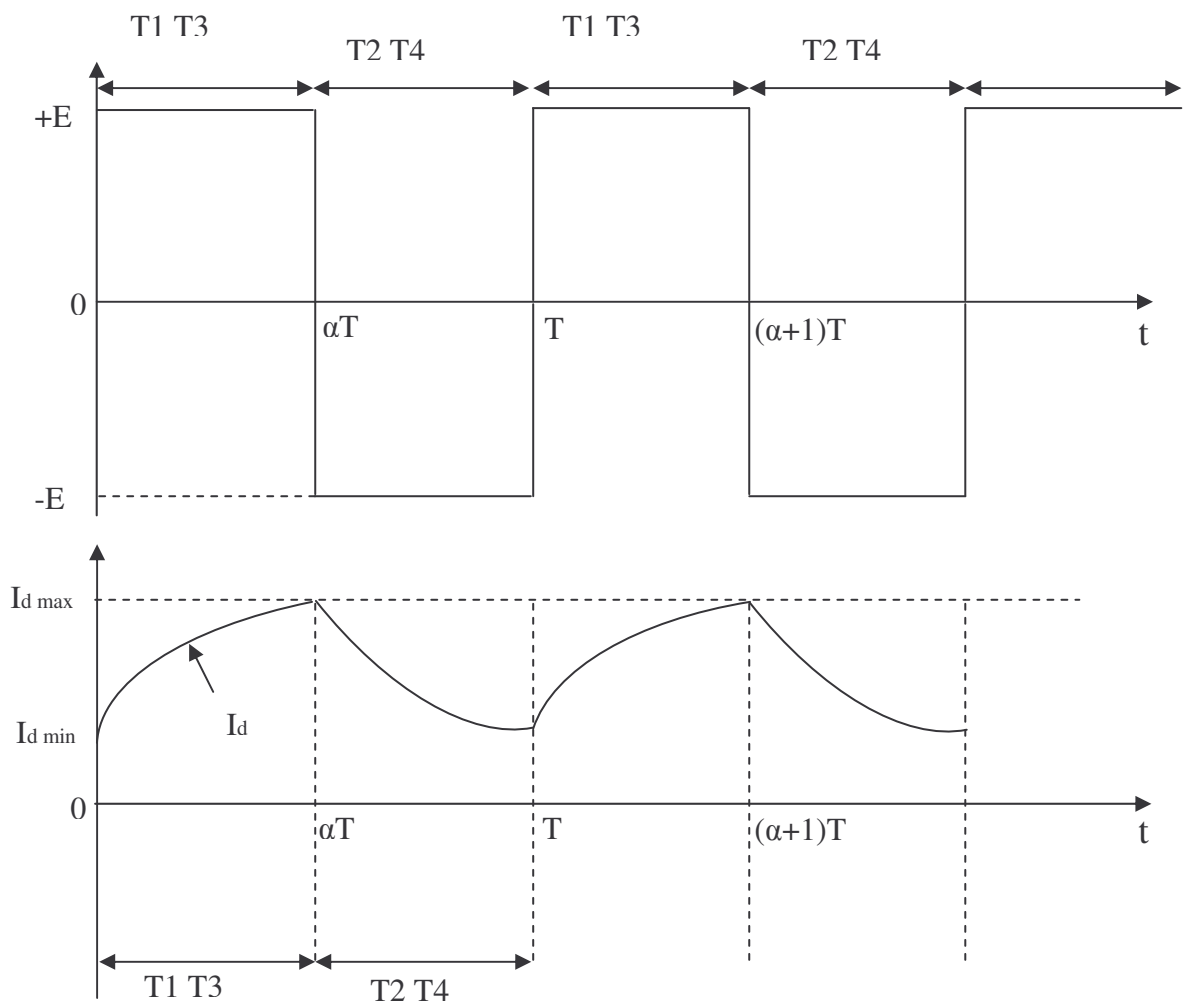 T1 T3
T1 T3
T2 T4
T2 T4
+E
0
αT
T
(α+1)T
t
-E
Id max
Id
Id min
0
αT
T
(α+1)T
t
T1 T3
T2 T4